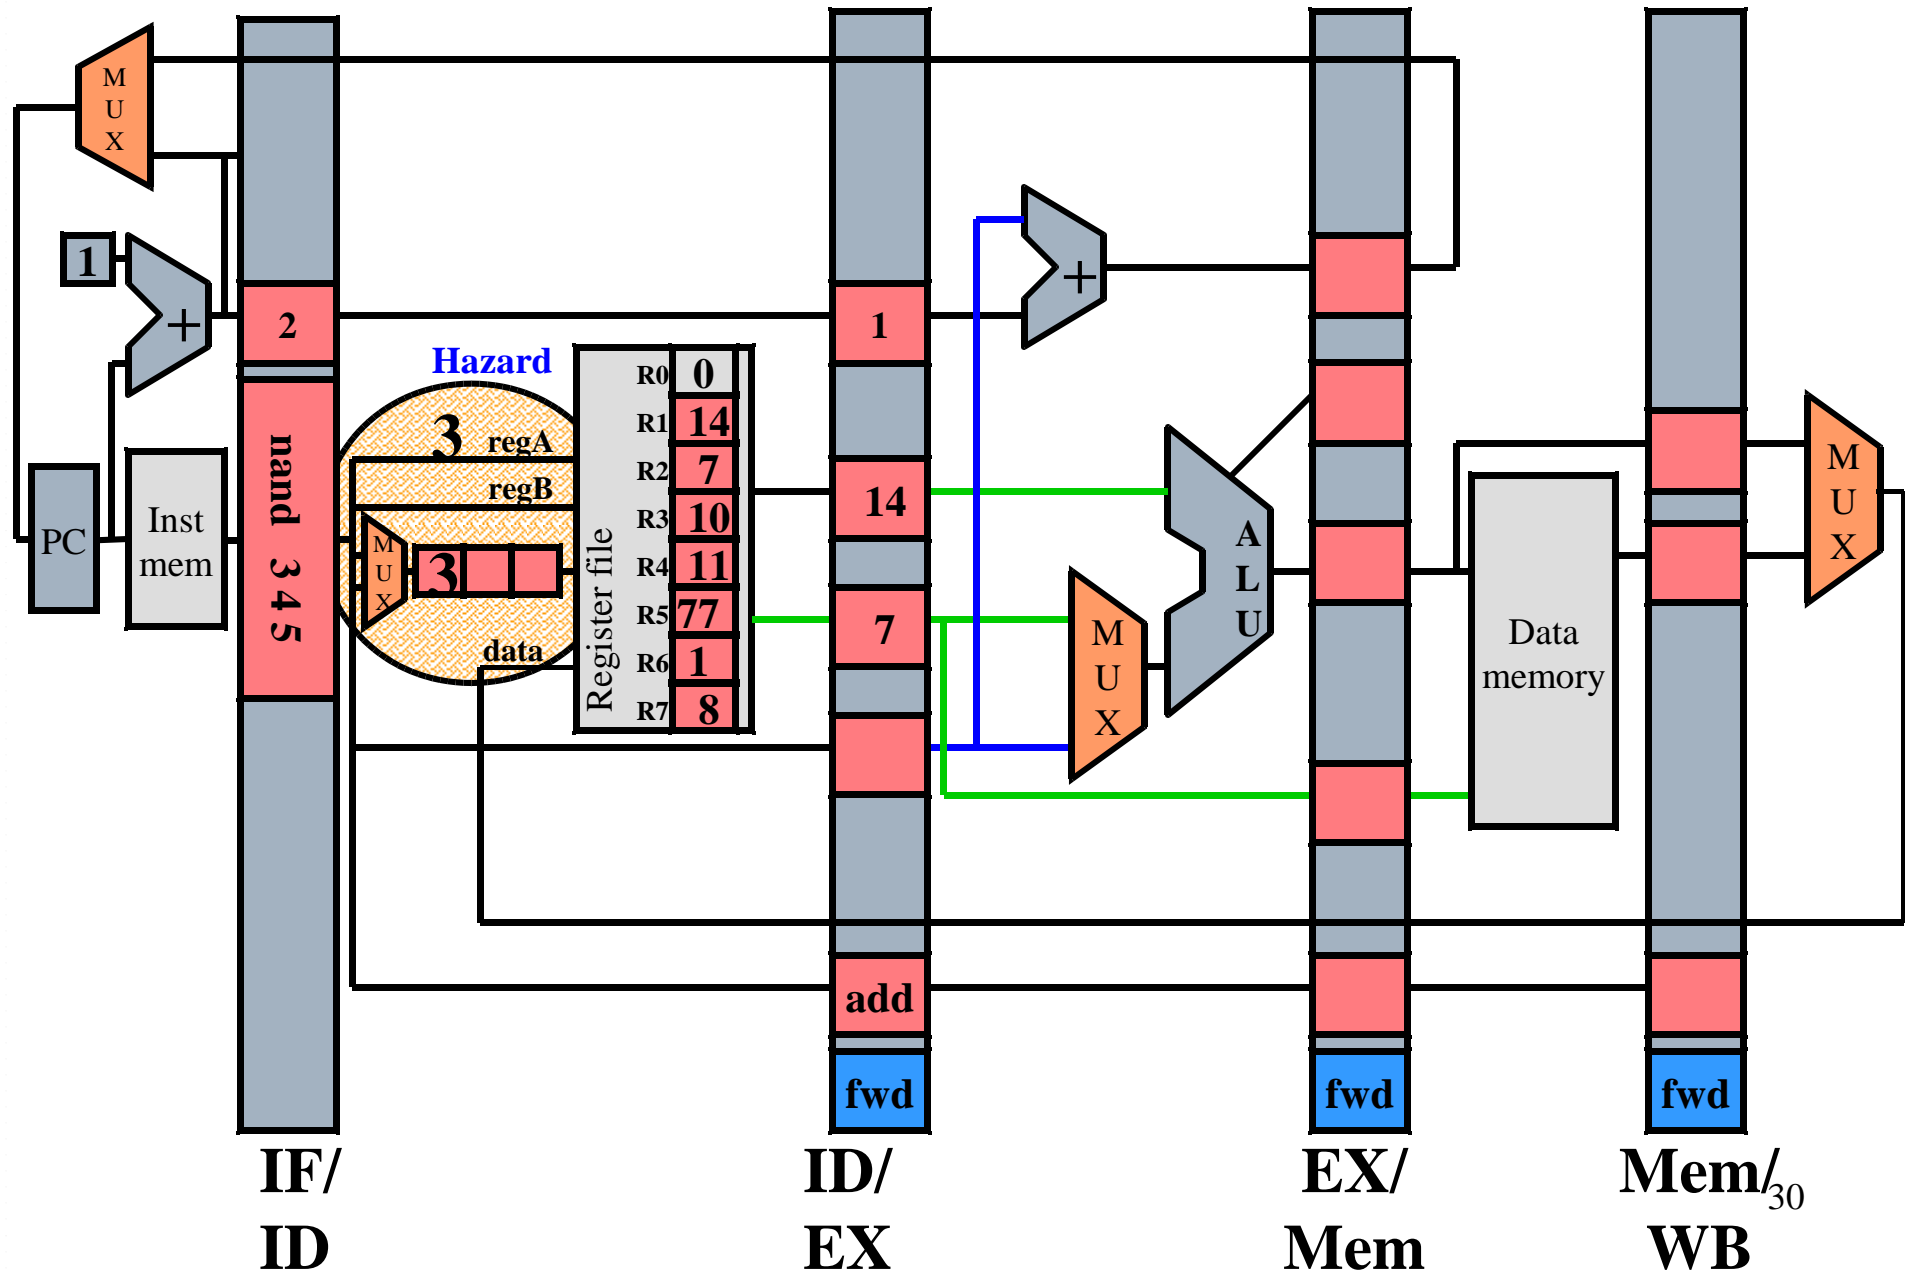 M
U
X
1
+
2
nand 3 4 5
PC
Inst
mem
Hazard
3
regA
regB
M
U
X
3
data
Register file
R0 0
R1 14
R2 7
R3 10
R4 11
R5 77
R6 1
R7 8
1
14
7
add
fwd
+
M
U
X
A
L
U
fwd
Data
memory
M
U
X
fwd
IF/
ID
ID/
EX
EX/
Mem
Mem/
WB
30